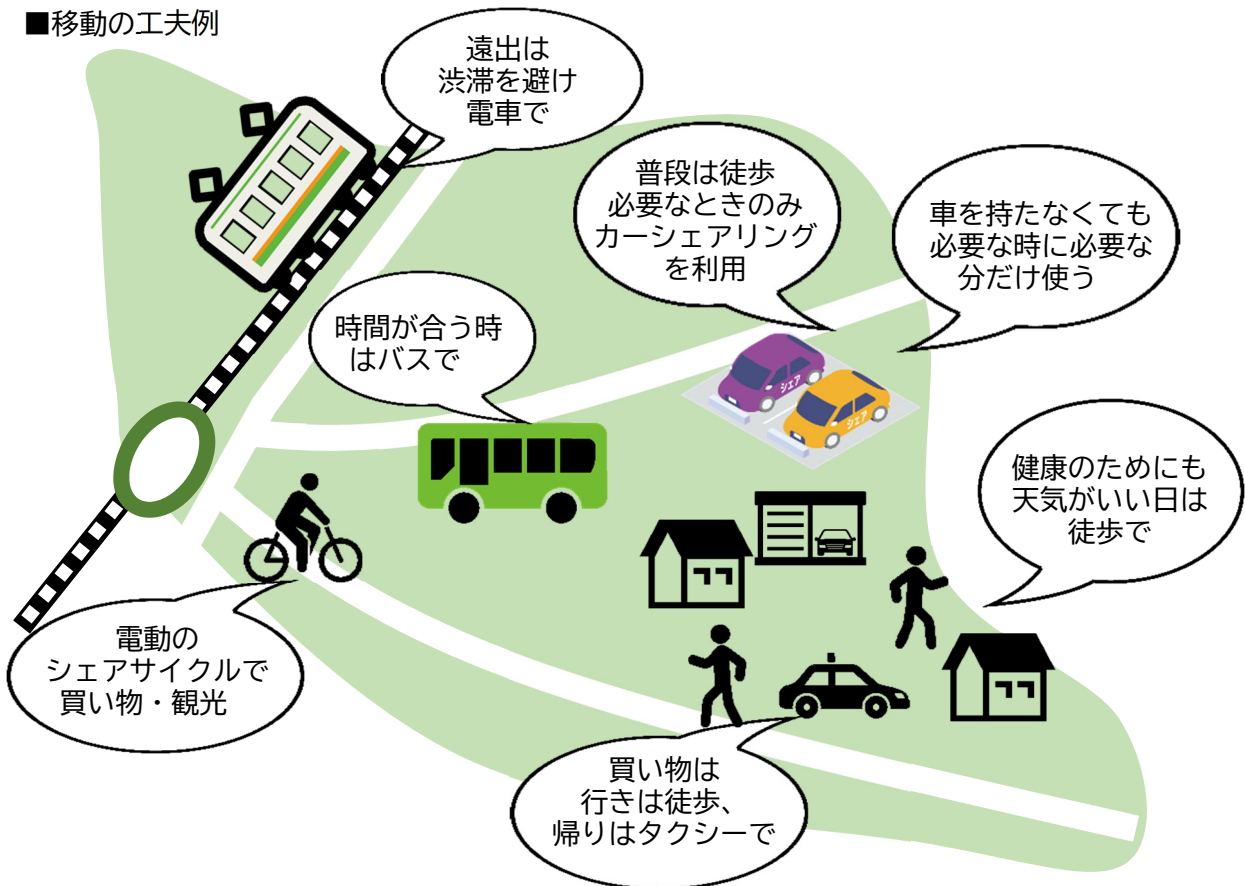 ■移動の工夫例
遠出は
渋滞を避け
電車で
普段は徒歩
必要なときのみ
カーシェアリング
を利用
車を持たなくても
必要な時に必要な
分だけ使う
時間が合う時
はバスで
シェア
シェア
健康のためにも
天気がいい日は
徒歩で
電動の
シェアサイクルで
買い物・観光
買い物は
行きは徒歩、
帰りはタクシーで